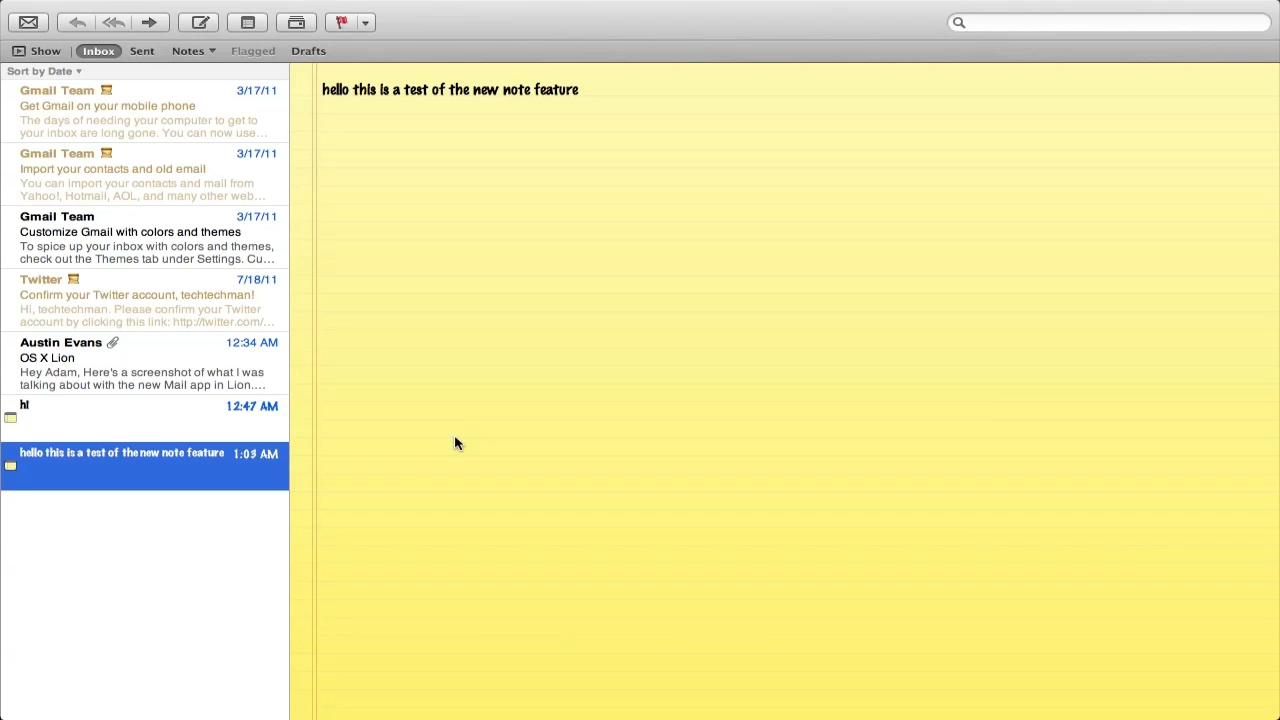 Show | Inbox Sent Notes Flagged Drafts
Sort by Date
Gmail Team 3/17/11
Get Gmail on your mobile phone
The days of needing your computer to get to
your inbox are long gone. You can now use…
Gmail Team 3/17/11
Import your contacts and old email
You can import your contacts and mail from
Yahoo!, Hotmail, AOL, and many other web…
Gmail Team 3/17/11
Customize Gmail with colors and themes
To spice up your inbox with colors and themes,
check out the Themes tab under Settings. Cu…
Twitter 7/18/11
Confirm your Twitter account, techtechman!
Hi, techtechman. Please confirm your Twitter
account by clicking this link: http://twitter.com/…
Austin Evans 12:34 AM
OS X Lion
Hey Adam, Here's a screenshot of what I was
talking about with the new Mail app in Lion.…
hi 12:47 AM
hello this is a test of the new note feature 1:03 AM
hello this is a test of the new note feature